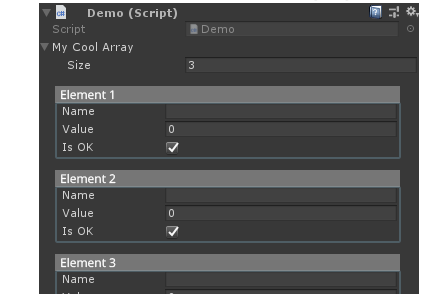 Demo (Script)
Script Demo
My Cool Array
Size 3
Element 1
Name
Value 0
Is OK
Element 2
Name
Value 0
Is OK
Element 3
Name